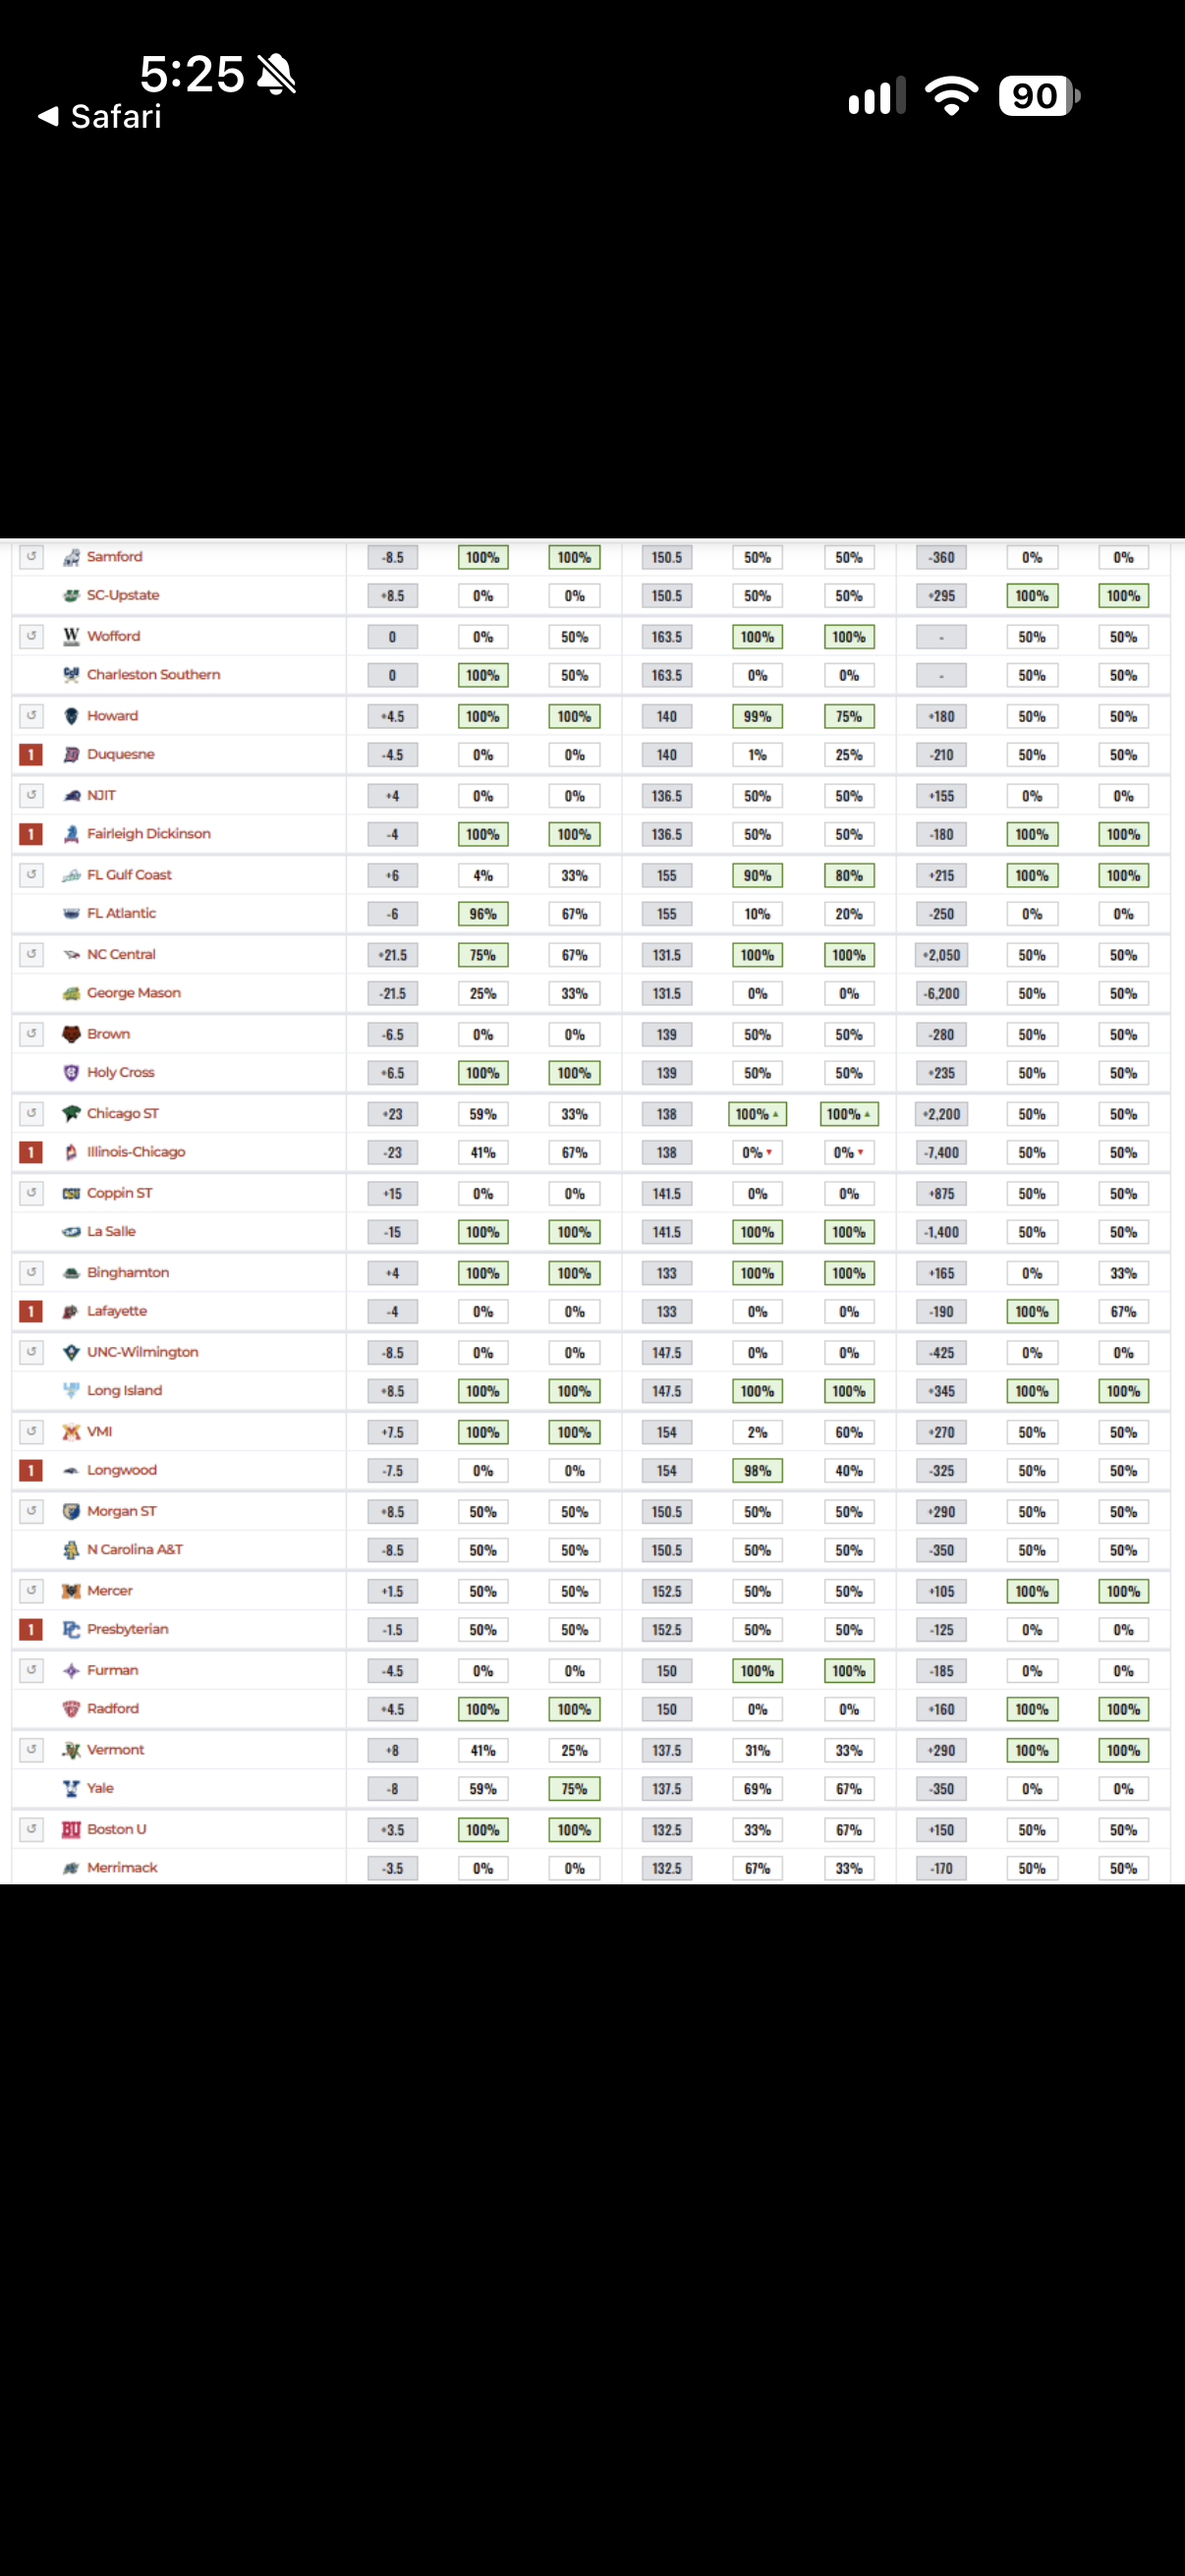 5:25
Safari
90
Samford -8.5 100% 100% 150.5 50% 50% -360 0% 0%
SC-Upstate +8.5 0% 0% 150.5 50% 50% +295 100% 100%
W Wofford 0 0% 50% 163.5 100% 100% - 50% 50%
CSU Charleston Southern 0 100% 50% 163.5 0% 0% - 50% 50%
Howard +4.5 100% 100% 140 99% 75% +180 50% 50%
1 Duquesne -4.5 0% 0% 140 1% 25% -210 50% 50%
NJIT +4 0% 0% 136.5 50% 50% +155 0% 0%
1 Fairleigh Dickinson -4 100% 100% 136.5 50% 50% -180 100% 100%
FL Gulf Coast +6 4% 33% 155 90% 80% +215 100% 100%
FL Atlantic -6 96% 67% 155 10% 20% -250 0% 0%
NC Central +21.5 75% 67% 131.5 100% 100% +2,050 50% 50%
George Mason -21.5 25% 33% 131.5 0% 0% -6,200 50% 50%
Brown -6.5 0% 0% 139 50% 50% -280 50% 50%
Holy Cross +6.5 100% 100% 139 50% 50% +235 50% 50%
Chicago ST +23 59% 33% 138 100% ▲ 100% ▲ +2,200 50% 50%
1 Illinois-Chicago -23 41% 67% 138 0% ▼ 0% ▼ -7,400 50% 50%
CSU Coppin ST +15 0% 0% 141.5 0% 0% +875 50% 50%
La Salle -15 100% 100% 141.5 100% 100% -1,400 50% 50%
Binghamton +4 100% 100% 133 100% 100% +165 0% 33%
1 Lafayette -4 0% 0% 133 0% 0% -190 100% 67%
UNC-Wilmington -8.5 0% 0% 147.5 0% 0% -425 0% 0%
Long Island +8.5 100% 100% 147.5 100% 100% +345 100% 100%
VMI +7.5 100% 100% 154 2% 60% +270 50% 50%
1 Longwood -7.5 0% 0% 154 98% 40% -325 50% 50%
Morgan ST +8.5 50% 50% 150.5 50% 50% +290 50% 50%
N Carolina A&T -8.5 50% 50% 150.5 50% 50% -350 50% 50%
Mercer +1.5 50% 50% 152.5 50% 50% +105 100% 100%
1 PC Presbyterian -1.5 50% 50% 152.5 50% 50% -125 0% 0%
Furman -4.5 0% 0% 150 100% 100% -185 0% 0%
Radford +4.5 100% 100% 150 0% 0% +160 100% 100%
Vermont +8 41% 25% 137.5 31% 33% +290 100% 100%
Y Yale -8 59% 75% 137.5 69% 67% -350 0% 0%
BU Boston U +3.5 100% 100% 132.5 33% 67% +150 50% 50%
Merrimack -3.5 0% 0% 132.5 67% 33% -170 50% 50%